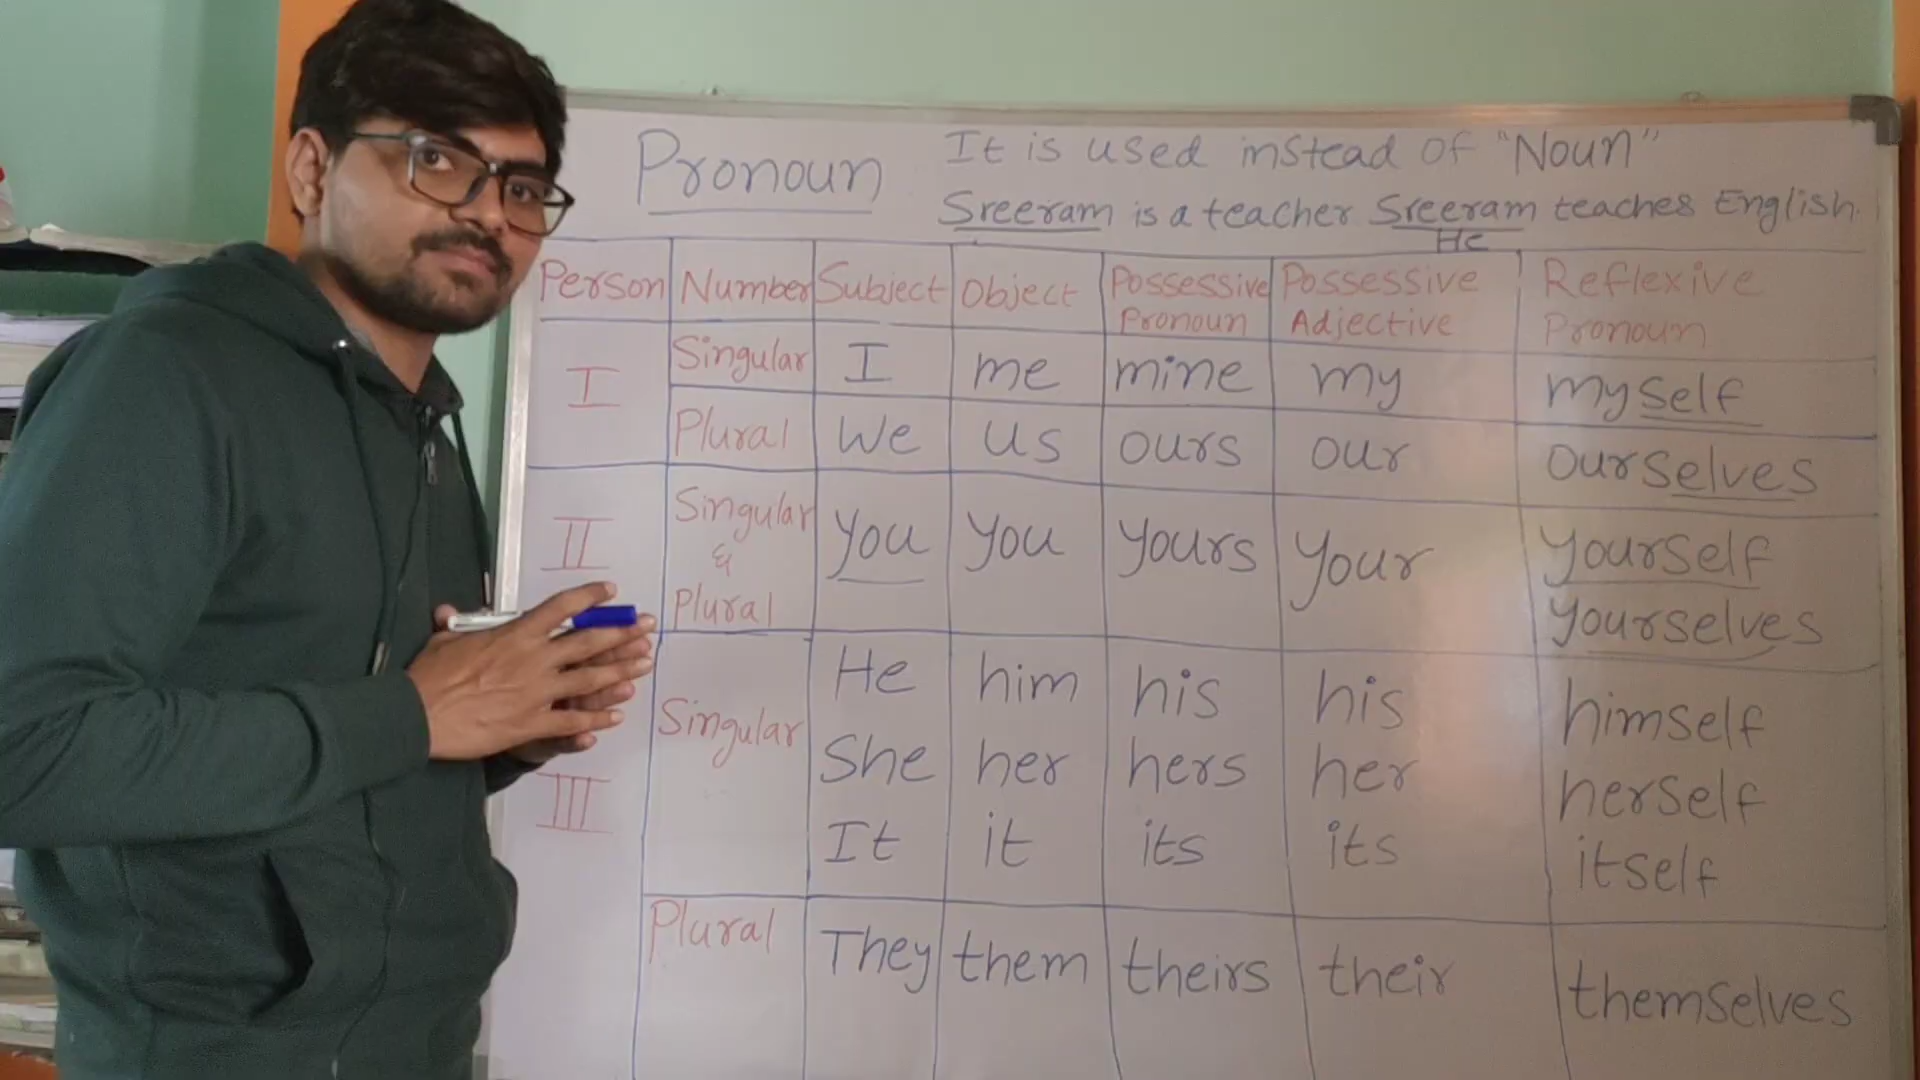 Pronoun It is used instead of "Noun"
Sreeram is a teacher Sreeram teaches English.
He
Person Number Subject Object Possessive Pronoun Possessive Adjective Reflexive Pronoun
I Singular I me mine my myself
Plural We us ours our ourselves
II Singular & Plural you you yours your yourself
yourselves
III Singular He him his his himself
She her hers her herself
It it its its itself
Plural They them theirs their themselves